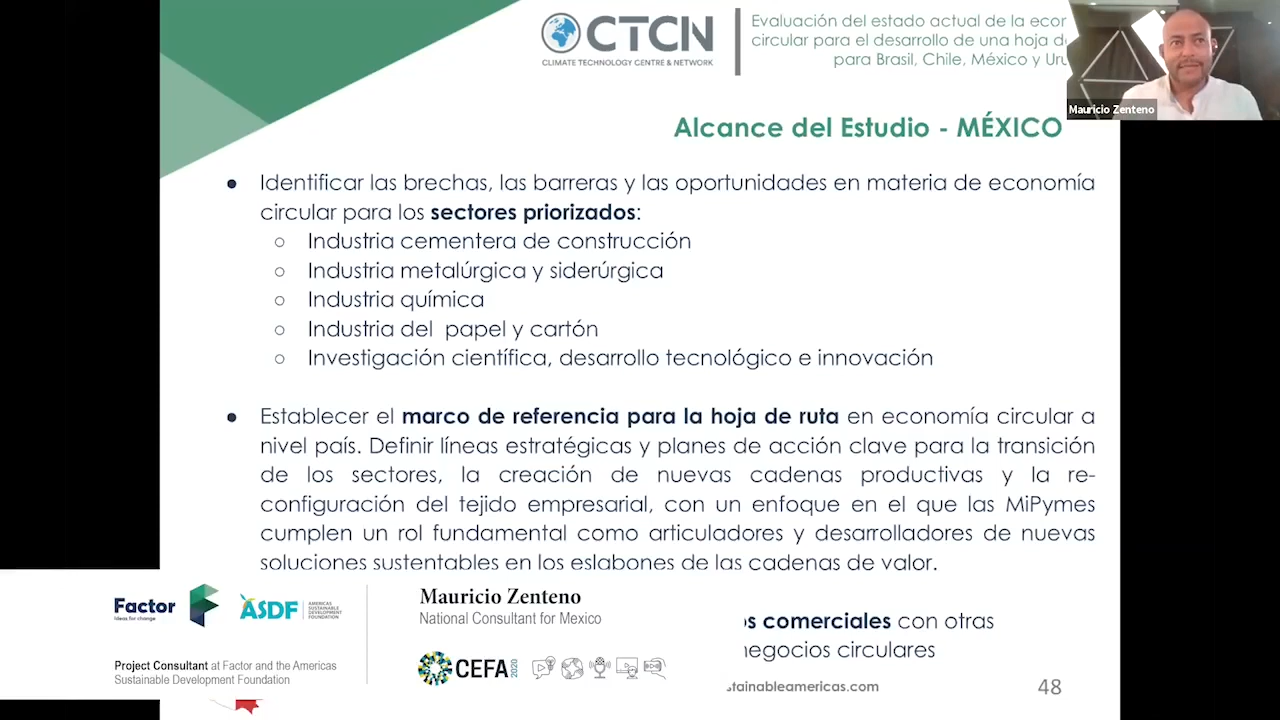 CTCN
CLIMATE TECHNOLOGY CENTRE & NETWORK
Evaluación del estado actual de la
circular para el desarrollo de una hoja
para Brasil, Chile, México y
Mauricio Zenteno
Alcance del Estudio - MÉXICO
● Identificar las brechas, las barreras y las oportunidades en materia de economía
circular para los sectores priorizados:
○ Industria cementera de construcción
○ Industria metalúrgica y siderúrgica
○ Industria química
○ Industria del papel y cartón
○ Investigación científica, desarrollo tecnológico e innovación
● Establecer el marco de referencia para la hoja de ruta en economía circular a
nivel país. Definir líneas estratégicas y planes de acción clave para la transición
de los sectores, la creación de nuevas cadenas productivas y la re-
configuración del tejido empresarial, con un enfoque en el que las MiPymes
cumplen un rol fundamental como articuladores y desarrolladores de nuevas
soluciones sustentables en los eslabones de las cadenas de valor.
comerciales con otras
negocios circulares
Factor
Ideas for change
ASDF
AMERICAS
SUSTAINABLE
DEVELOPMENT
FOUNDATION
Mauricio Zenteno
National Consultant for Mexico
Project Consultant at Factor and the Americas
Sustainable Development Foundation
CEFA 2020
stainableamericas.com
48